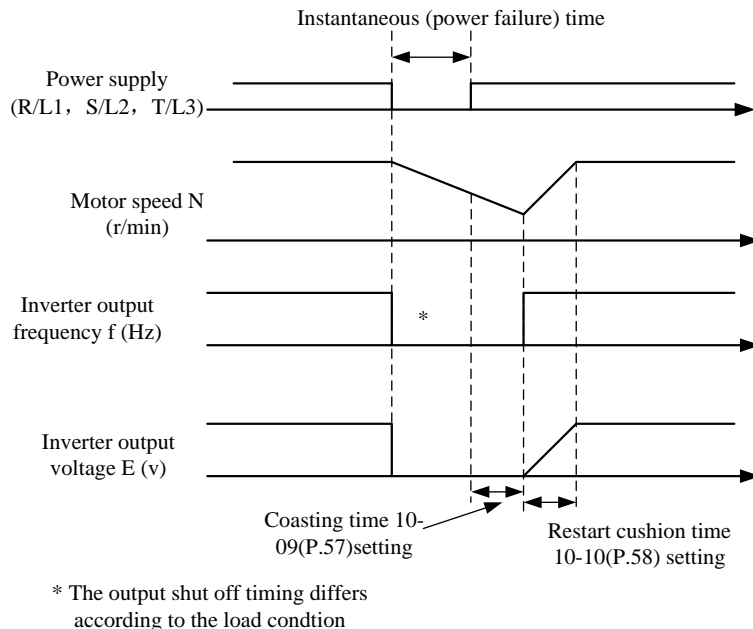 Instantaneous (power failure) time
Power supply
(R/L1，S/L2，T/L3)
Motor speed N
(r/min)
Inverter output
frequency f (Hz)
*
Inverter output
voltage E (v)
Coasting time 10-
09(P.57)setting
Restart cushion time
10-10(P.58) setting
* The output shut off timing differs
according to the load condtion